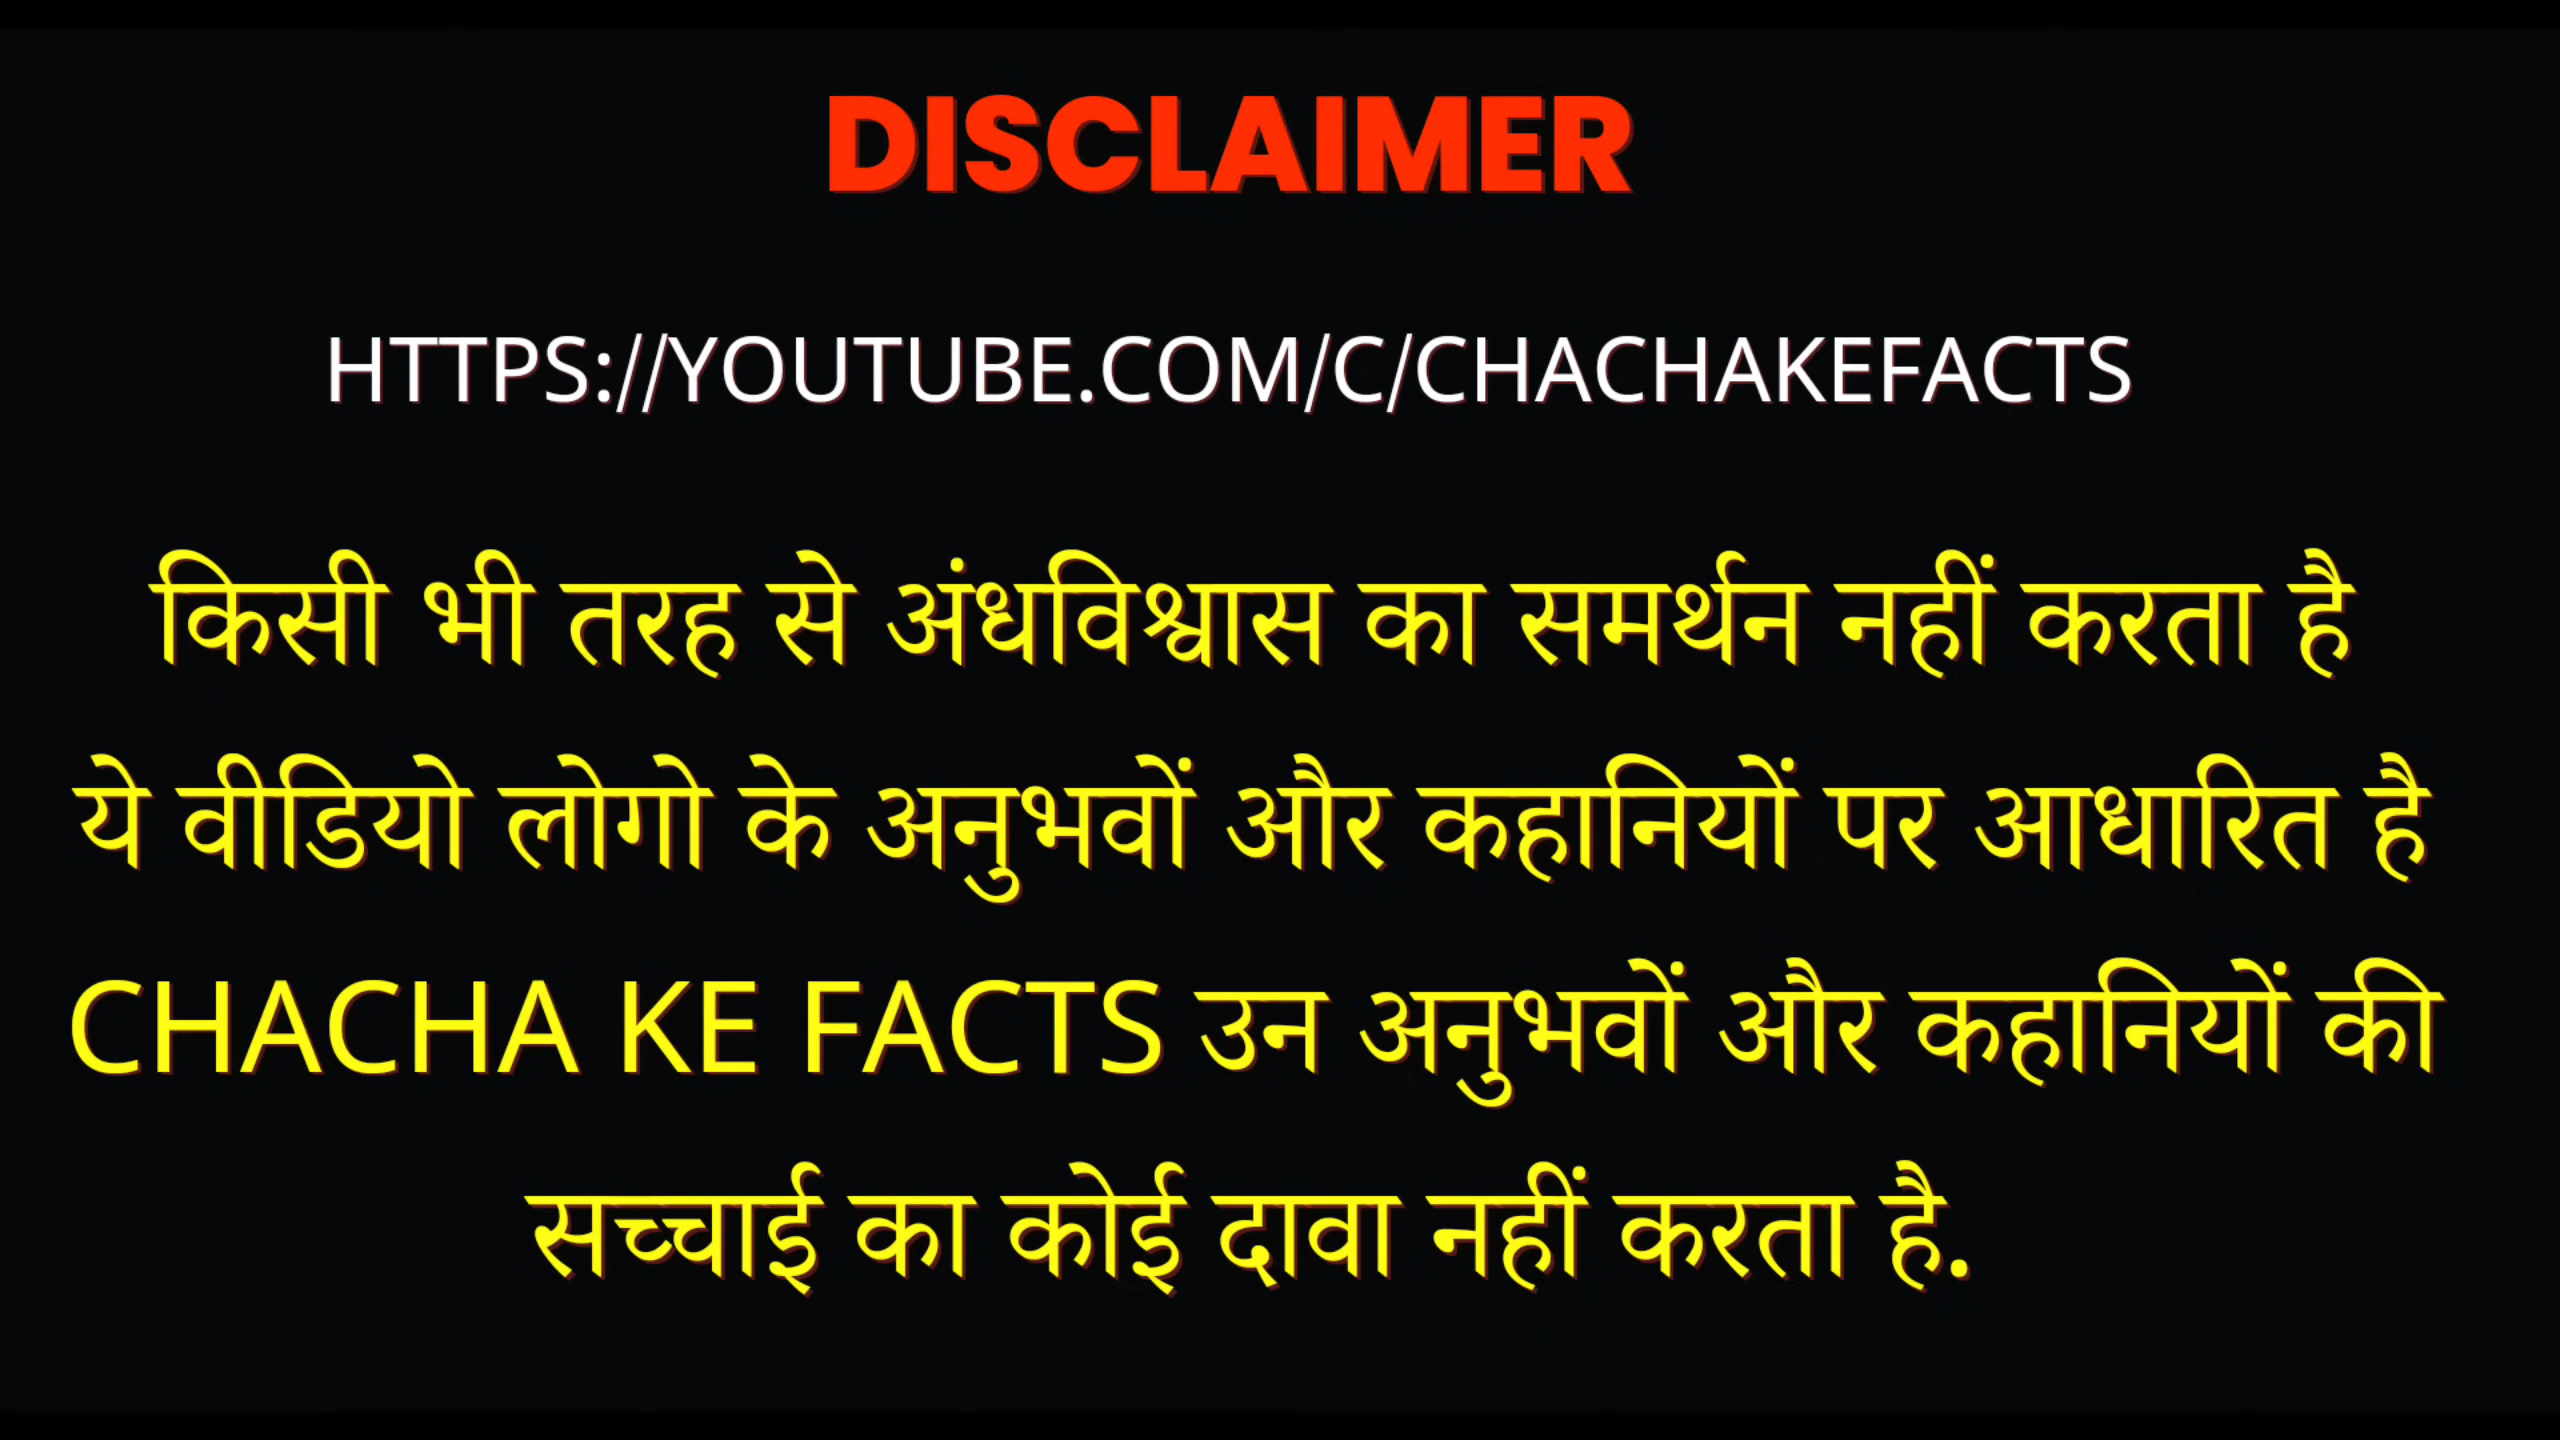 DISCLAIMER
HTTPS://YOUTUBE.COM/C/CHACHAKEFACTS
किसी भी तरह से अंधविश्वास का समर्थन नहीं करता है
ये वीडियो लोगो के अनुभवों और कहानियों पर आधारित है
CHACHA KE FACTS उन अनुभवों और कहानियों की
सच्चाई का कोई दावा नहीं करता है.